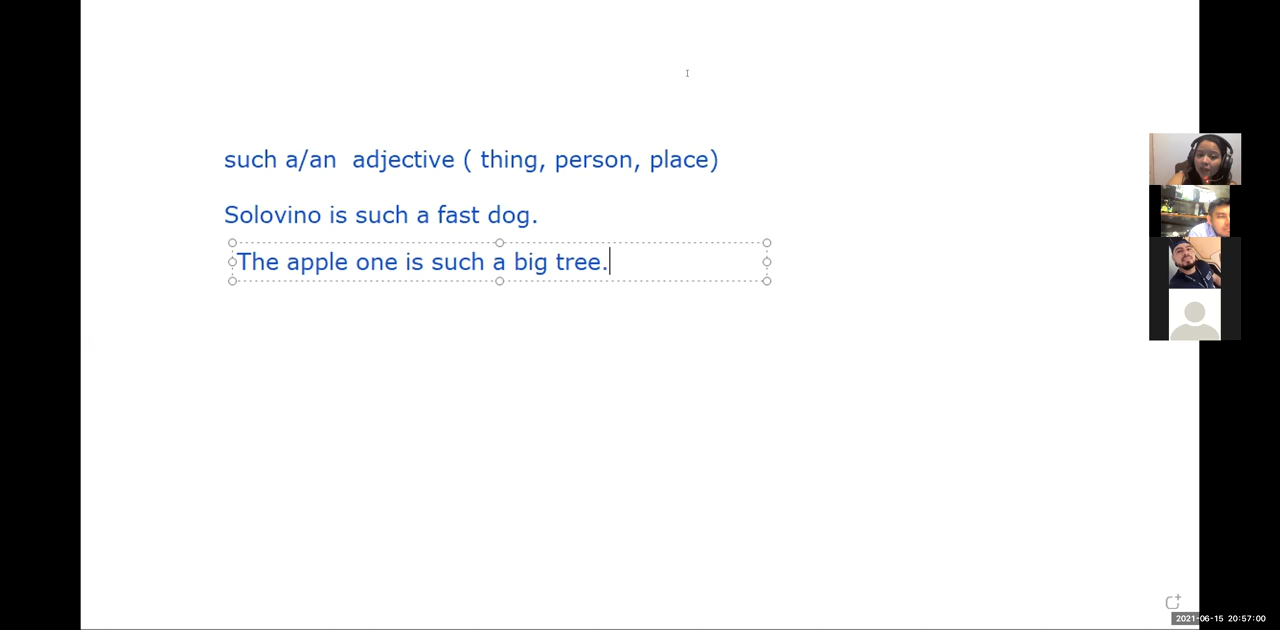 such a/an  adjective ( thing, person, place)
Solovino is such a fast dog.
The apple one is such a big tree.
2021-06-15 20:57:00